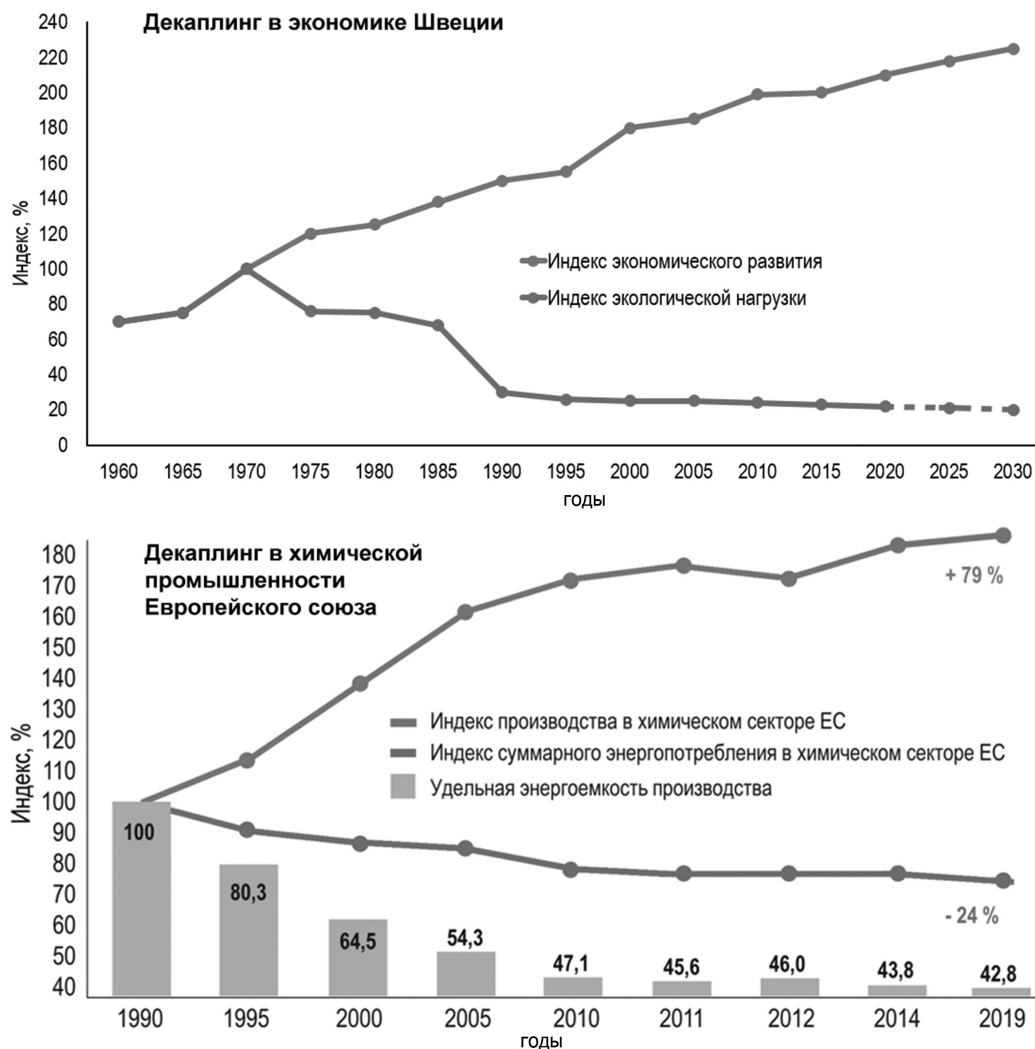 Декаплинг в экономике Швеции
240
220
200
180
160
140
120
100
80
60
40
20
0
Индекс, %
Индекс экономического развития
Индекс экологической нагрузки
1960 1965 1970 1975 1980 1985 1990 1995 2000 2005 2010 2015 2020 2025 2030
годы
Декаплинг в химической
промышленности
Европейского союза
180
170
160
150
140
130
120
110
100
90
80
70
60
50
40
Индекс, %
+ 79 %
Индекс производства в химическом секторе ЕС
Индекс суммарного энергопотребления в химическом секторе ЕС
Удельная энергоемкость производства
- 24 %
100
80,3
64,5
54,3
47,1
45,6
46,0
43,8
42,8
1990 1995 2000 2005 2010 2011 2012 2014 2019
годы